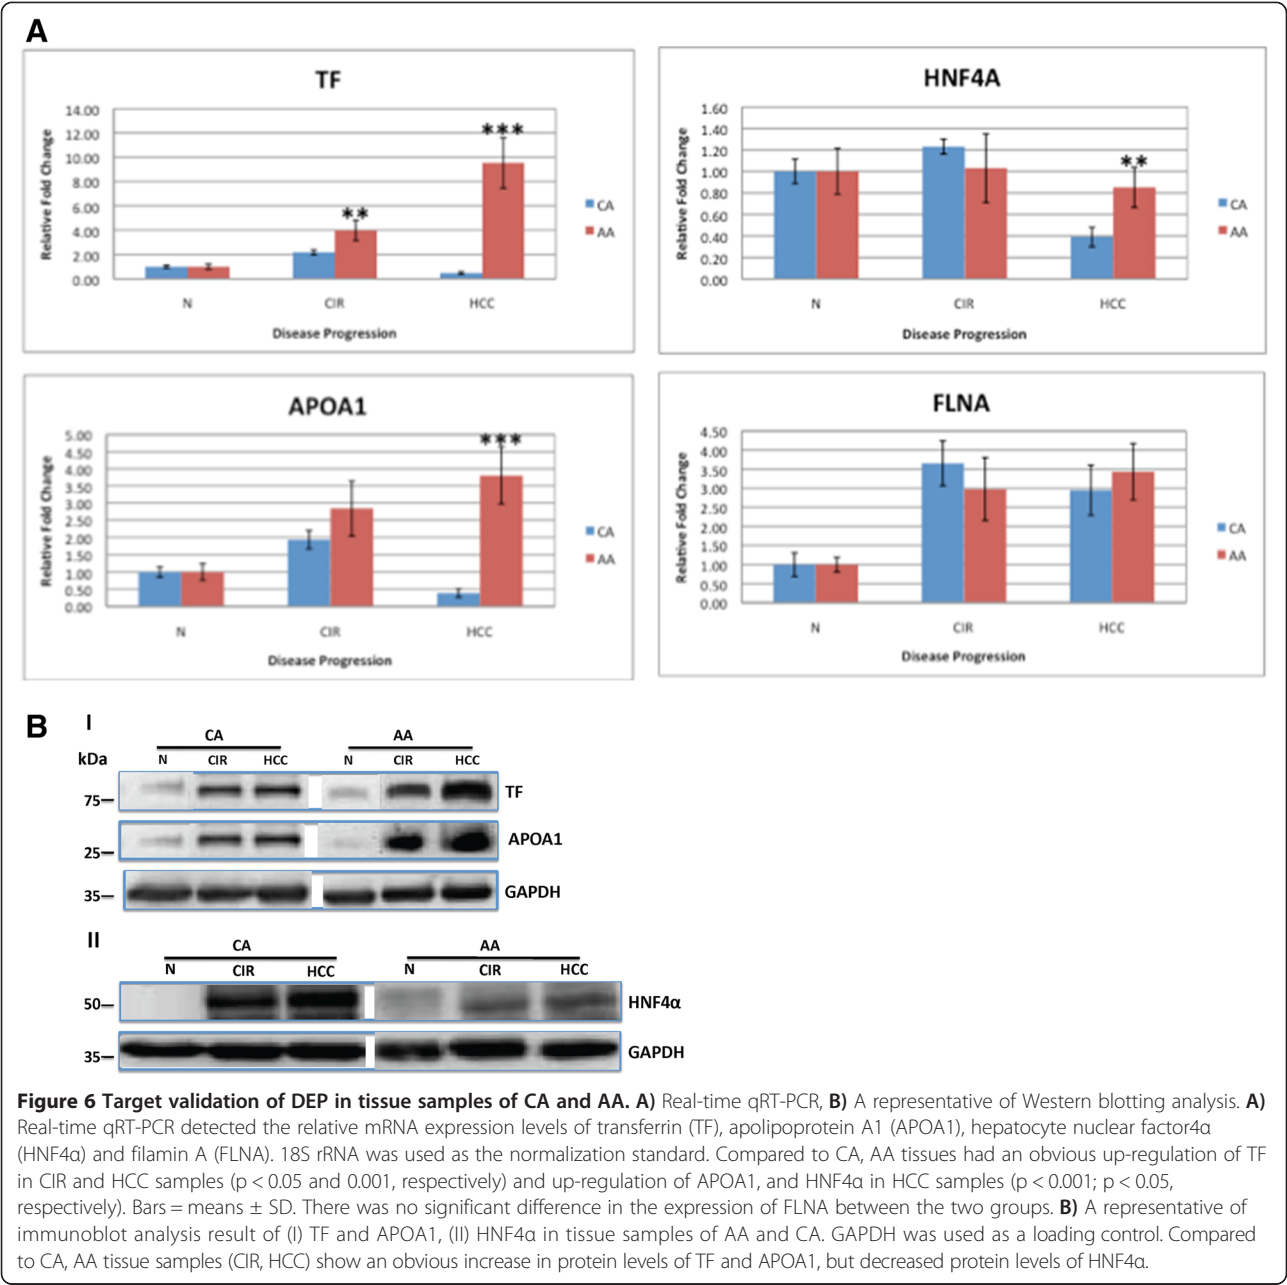 A
TF
14.00
12.00
10.00
8.00
6.00
4.00
2.00
0.00
Relative Fold Change
***
**
CA
AA
N CIR HCC
Disease Progression
HNF4A
1.60
1.40
1.20
1.00
0.80
0.60
0.40
0.20
0.00
Relative Fold Change
**
CA
AA
N CIR HCC
Disease Progression
APOA1
5.00
4.50
4.00
3.50
3.00
2.50
2.00
1.50
1.00
0.50
0.00
Relative Fold Change
***
CA
AA
N CIR HCC
Disease Progression
FLNA
4.50
4.00
3.50
3.00
2.50
2.00
1.50
1.00
0.50
0.00
Relative Fold Change
CA
AA
N CIR HCC
Disease Progression
B
I
CA AA
kDa N CIR HCC N CIR HCC
75— TF
25— APOA1
35— GAPDH
II
CA AA
N CIR HCC N CIR HCC
50— HNF4α
35— GAPDH
Figure 6 Target validation of DEP in tissue samples of CA and AA. A) Real-time qRT-PCR, B) A representative of Western blotting analysis. A)
Real-time qRT-PCR detected the relative mRNA expression levels of transferrin (TF), apolipoprotein A1 (APOA1), hepatocyte nuclear factor4α
(HNF4α) and filamin A (FLNA). 18S rRNA was used as the normalization standard. Compared to CA, AA tissues had an obvious up-regulation of TF
in CIR and HCC samples (p < 0.05 and 0.001, respectively) and up-regulation of APOA1, and HNF4α in HCC samples (p < 0.001; p < 0.05,
respectively). Bars = means ± SD. There was no significant difference in the expression of FLNA between the two groups. B) A representative of
immunoblot analysis result of (I) TF and APOA1, (II) HNF4α in tissue samples of AA and CA. GAPDH was used as a loading control. Compared
to CA, AA tissue samples (CIR, HCC) show an obvious increase in protein levels of TF and APOA1, but decreased protein levels of HNF4α.